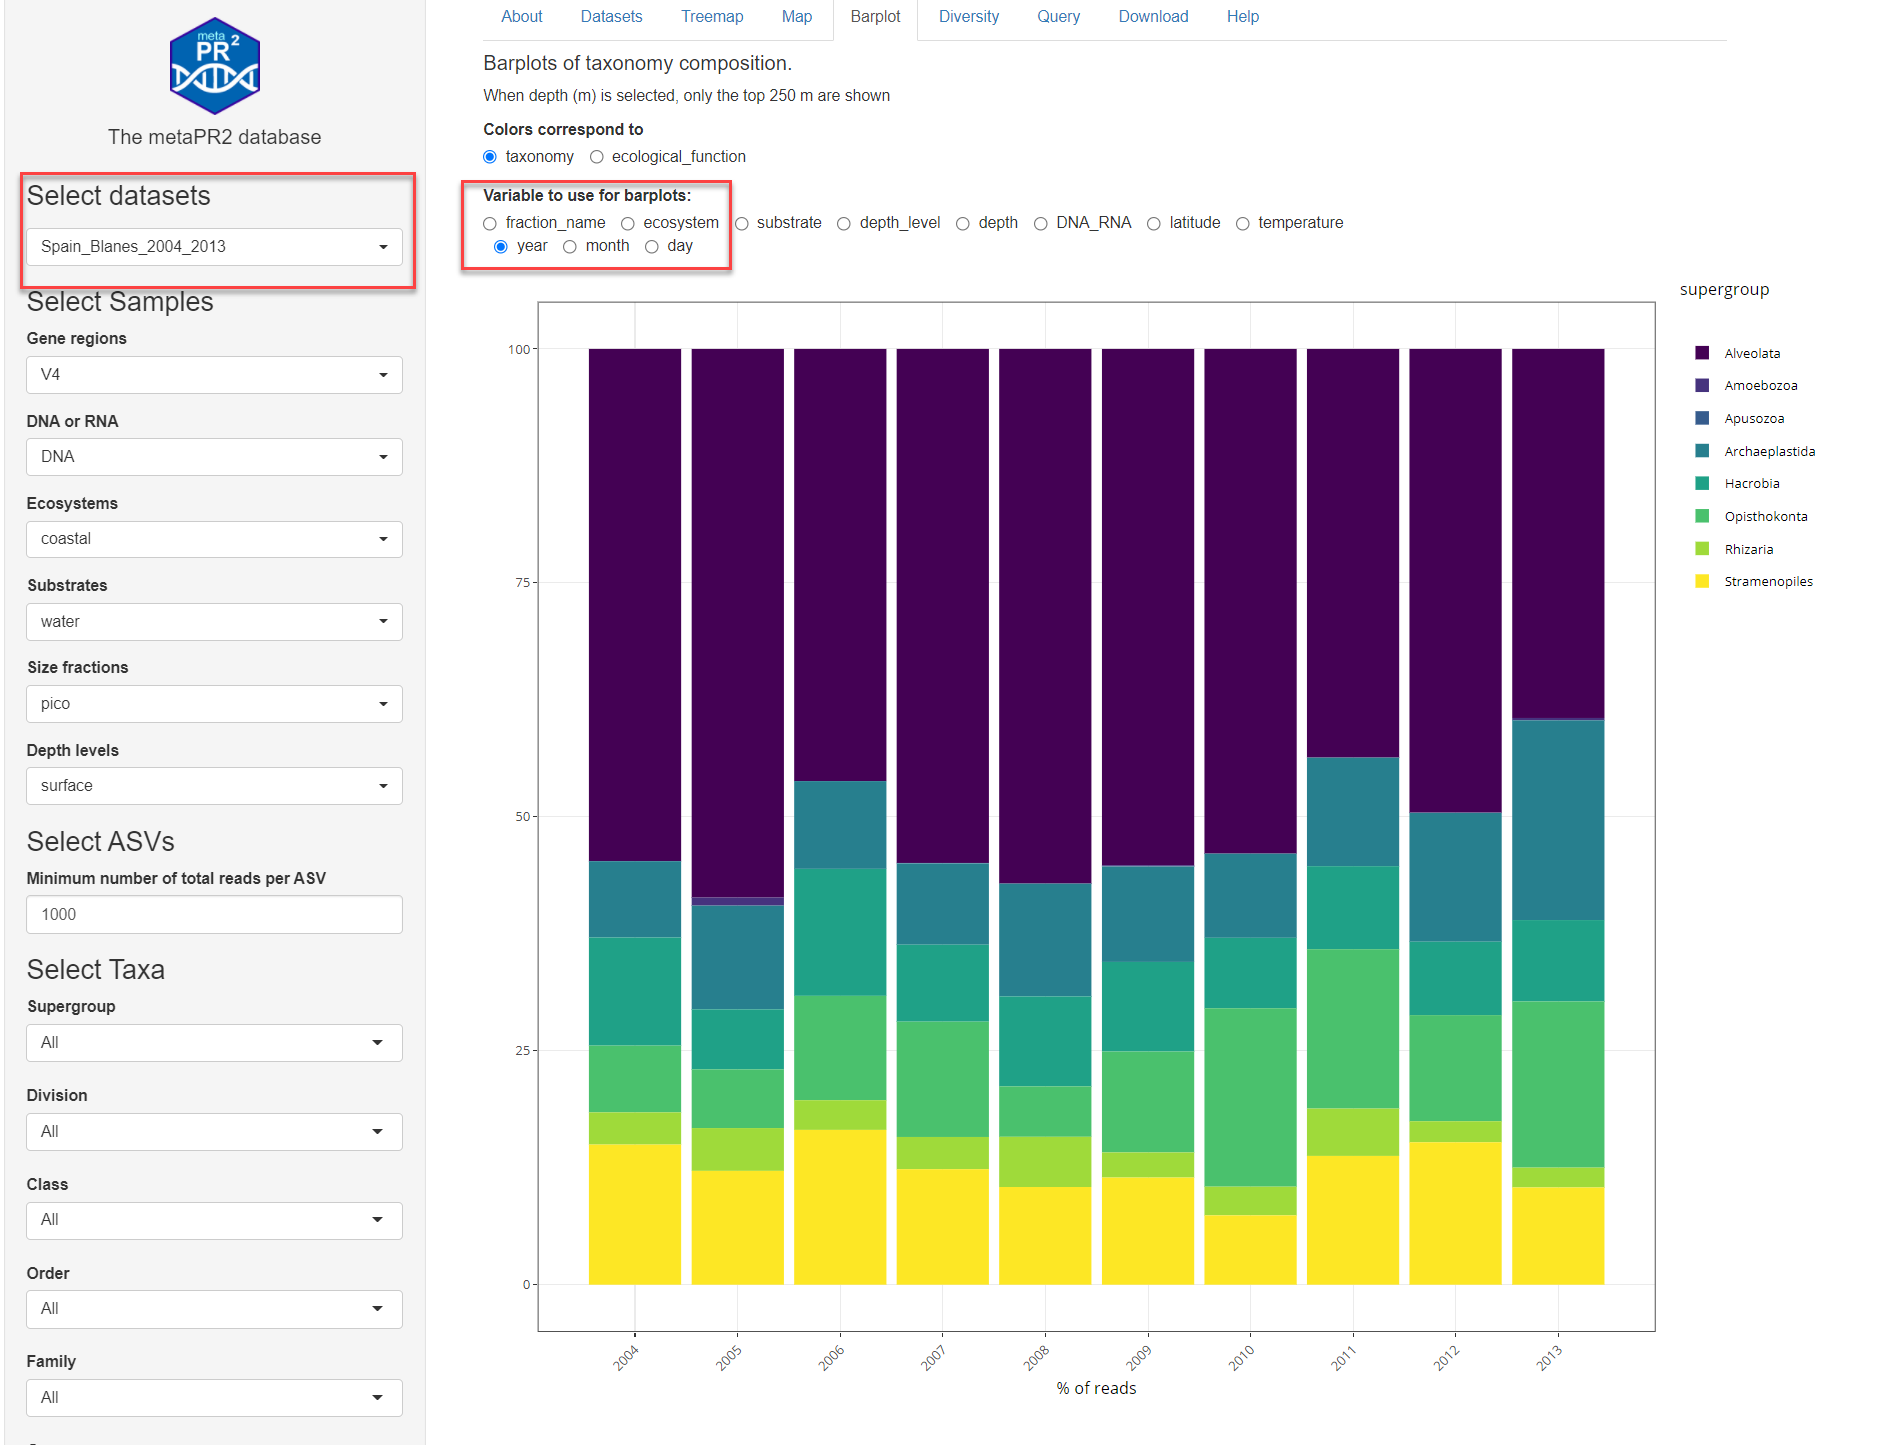 meta
PR2
The metaPR2 database
Select datasets
Spain_Blanes_2004_2013
Select Samples
Gene regions
V4
DNA or RNA
DNA
Ecosystems
coastal
Substrates
water
Size fractions
pico
Depth levels
surface
Select ASVs
Minimum number of total reads per ASV
1000
Select Taxa
Supergroup
All
Division
All
Class
All
Order
All
Family
All
About Datasets Treemap Map Barplot Diversity Query Download Help
Barplots of taxonomy composition.
When depth (m) is selected, only the top 250 m are shown
Colors correspond to
taxonomy ecological_function
Variable to use for barplots:
fraction_name ecosystem substrate depth_level depth DNA_RNA latitude temperature
year month day
supergroup
Alveolata
Amoebozoa
Apusozoa
Archaeplastida
Hacrobia
Opisthokonta
Rhizaria
Stramenopiles
100
75
50
25
0
2004 2005 2006 2007 2008 2009 2010 2011 2012 2013
% of reads